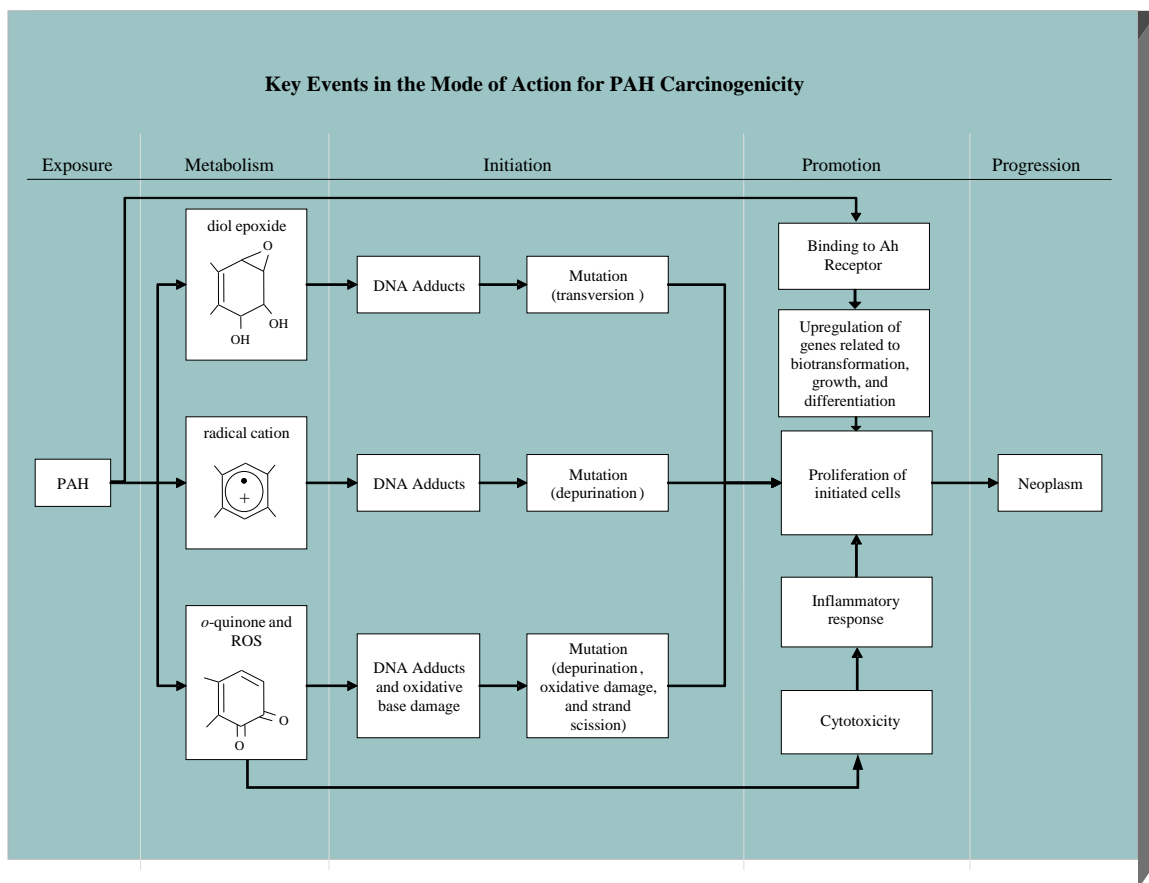 Key Events in the Mode of Action for PAH Carcinogenicity
Exposure
Metabolism
Initiation
Promotion
Progression
PAH
diol epoxide
O
OH
OH
DNA Adducts
Mutation
(transversion )
radical cation
+
DNA Adducts
Mutation
(depurination )
o-quinone and
ROS
O
O
DNA Adducts
and oxidative
base damage
Mutation
(depurination ,
oxidative damage,
and strand
scission)
Binding to Ah
Receptor
Upregulation of
genes related to
biotransformation,
growth, and
differentiation
Proliferation of
initiated cells
Inflammatory
response
Cytotoxicity
Neoplasm